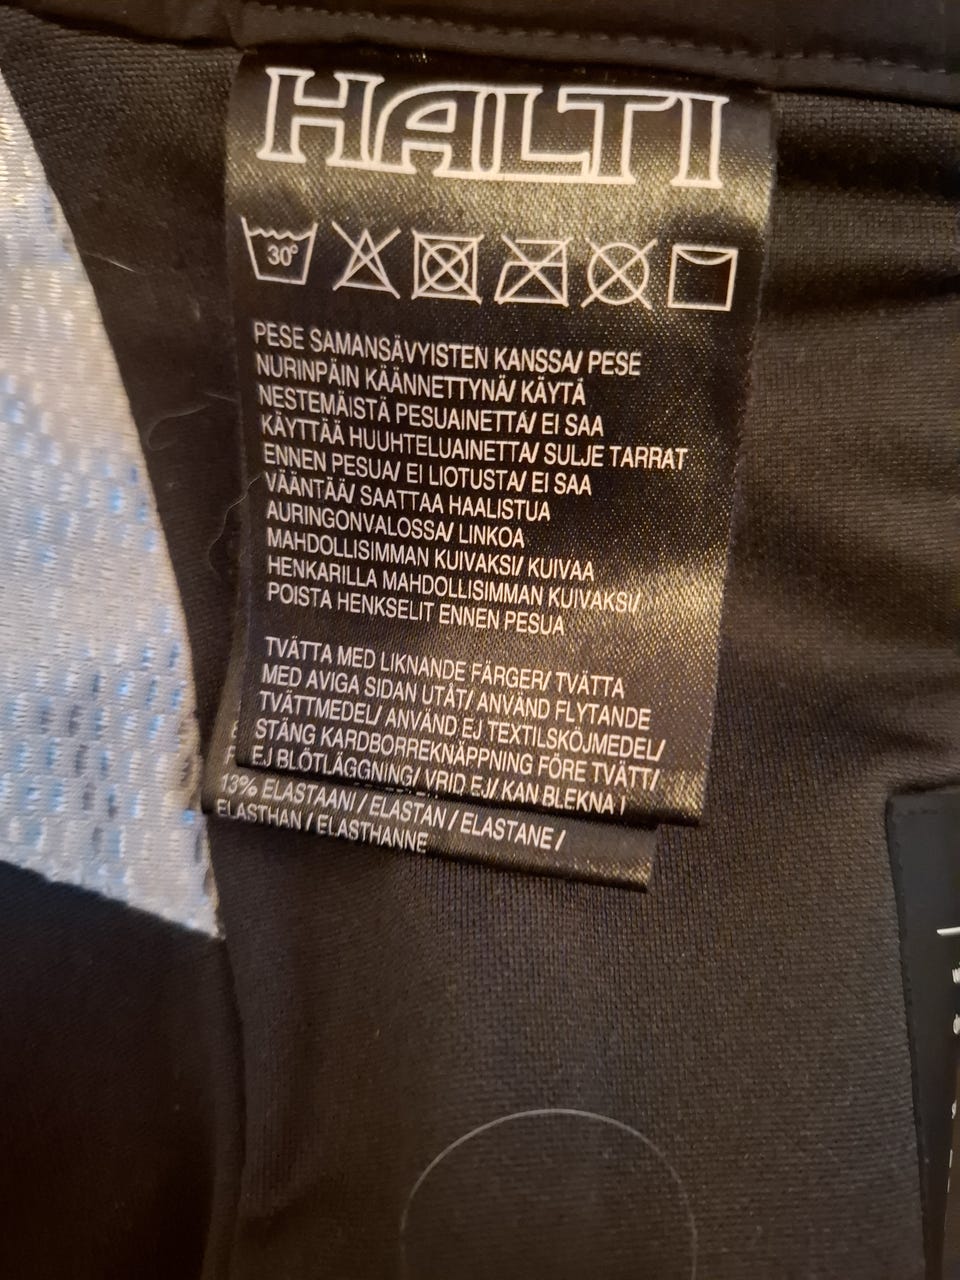 HALTI
30°
PESE SAMANSÄVYISTEN KANSSA/ PESE
NURINPÄIN KÄÄNNETTYNÄ/ KÄYTÄ
NESTEMÄISTÄ PESUAINETTA/ EI SAA
KÄYTTÄÄ HUUHTELUAINETTA/ SULJE TARRAT
ENNEN PESUA/ EI LIOTUSTA/ EI SAA
VÄÄNTÄÄ/ SAATTAA HAALISTUA
AURINGONVALOSSA/ LINKOA
MAHDOLLISIMMAN KUIVAKSI/ KUIVAA
HENKARILLA MAHDOLLISIMMAN KUIVAKSI/
POISTA HENKSELIT ENNEN PESUA
TVÄTTA MED LIKNANDE FÄRGER/ TVÄTTA
MED AVIGA SIDAN UTÅT/ ANVÄND FLYTANDE
TVÄTTMEDEL/ ANVÄND EJ TEXTILSKÖJMEDEL/
STÄNG KARDBORREKNÄPPNING FÖRE TVÄTT/
EJ BLÖTLÄGGNING/ VRID EJ/ KAN BLEKNA I
13% ELASTAANI / ELASTAN / ELASTANE /
ELASTHAN / ELASTHANNE